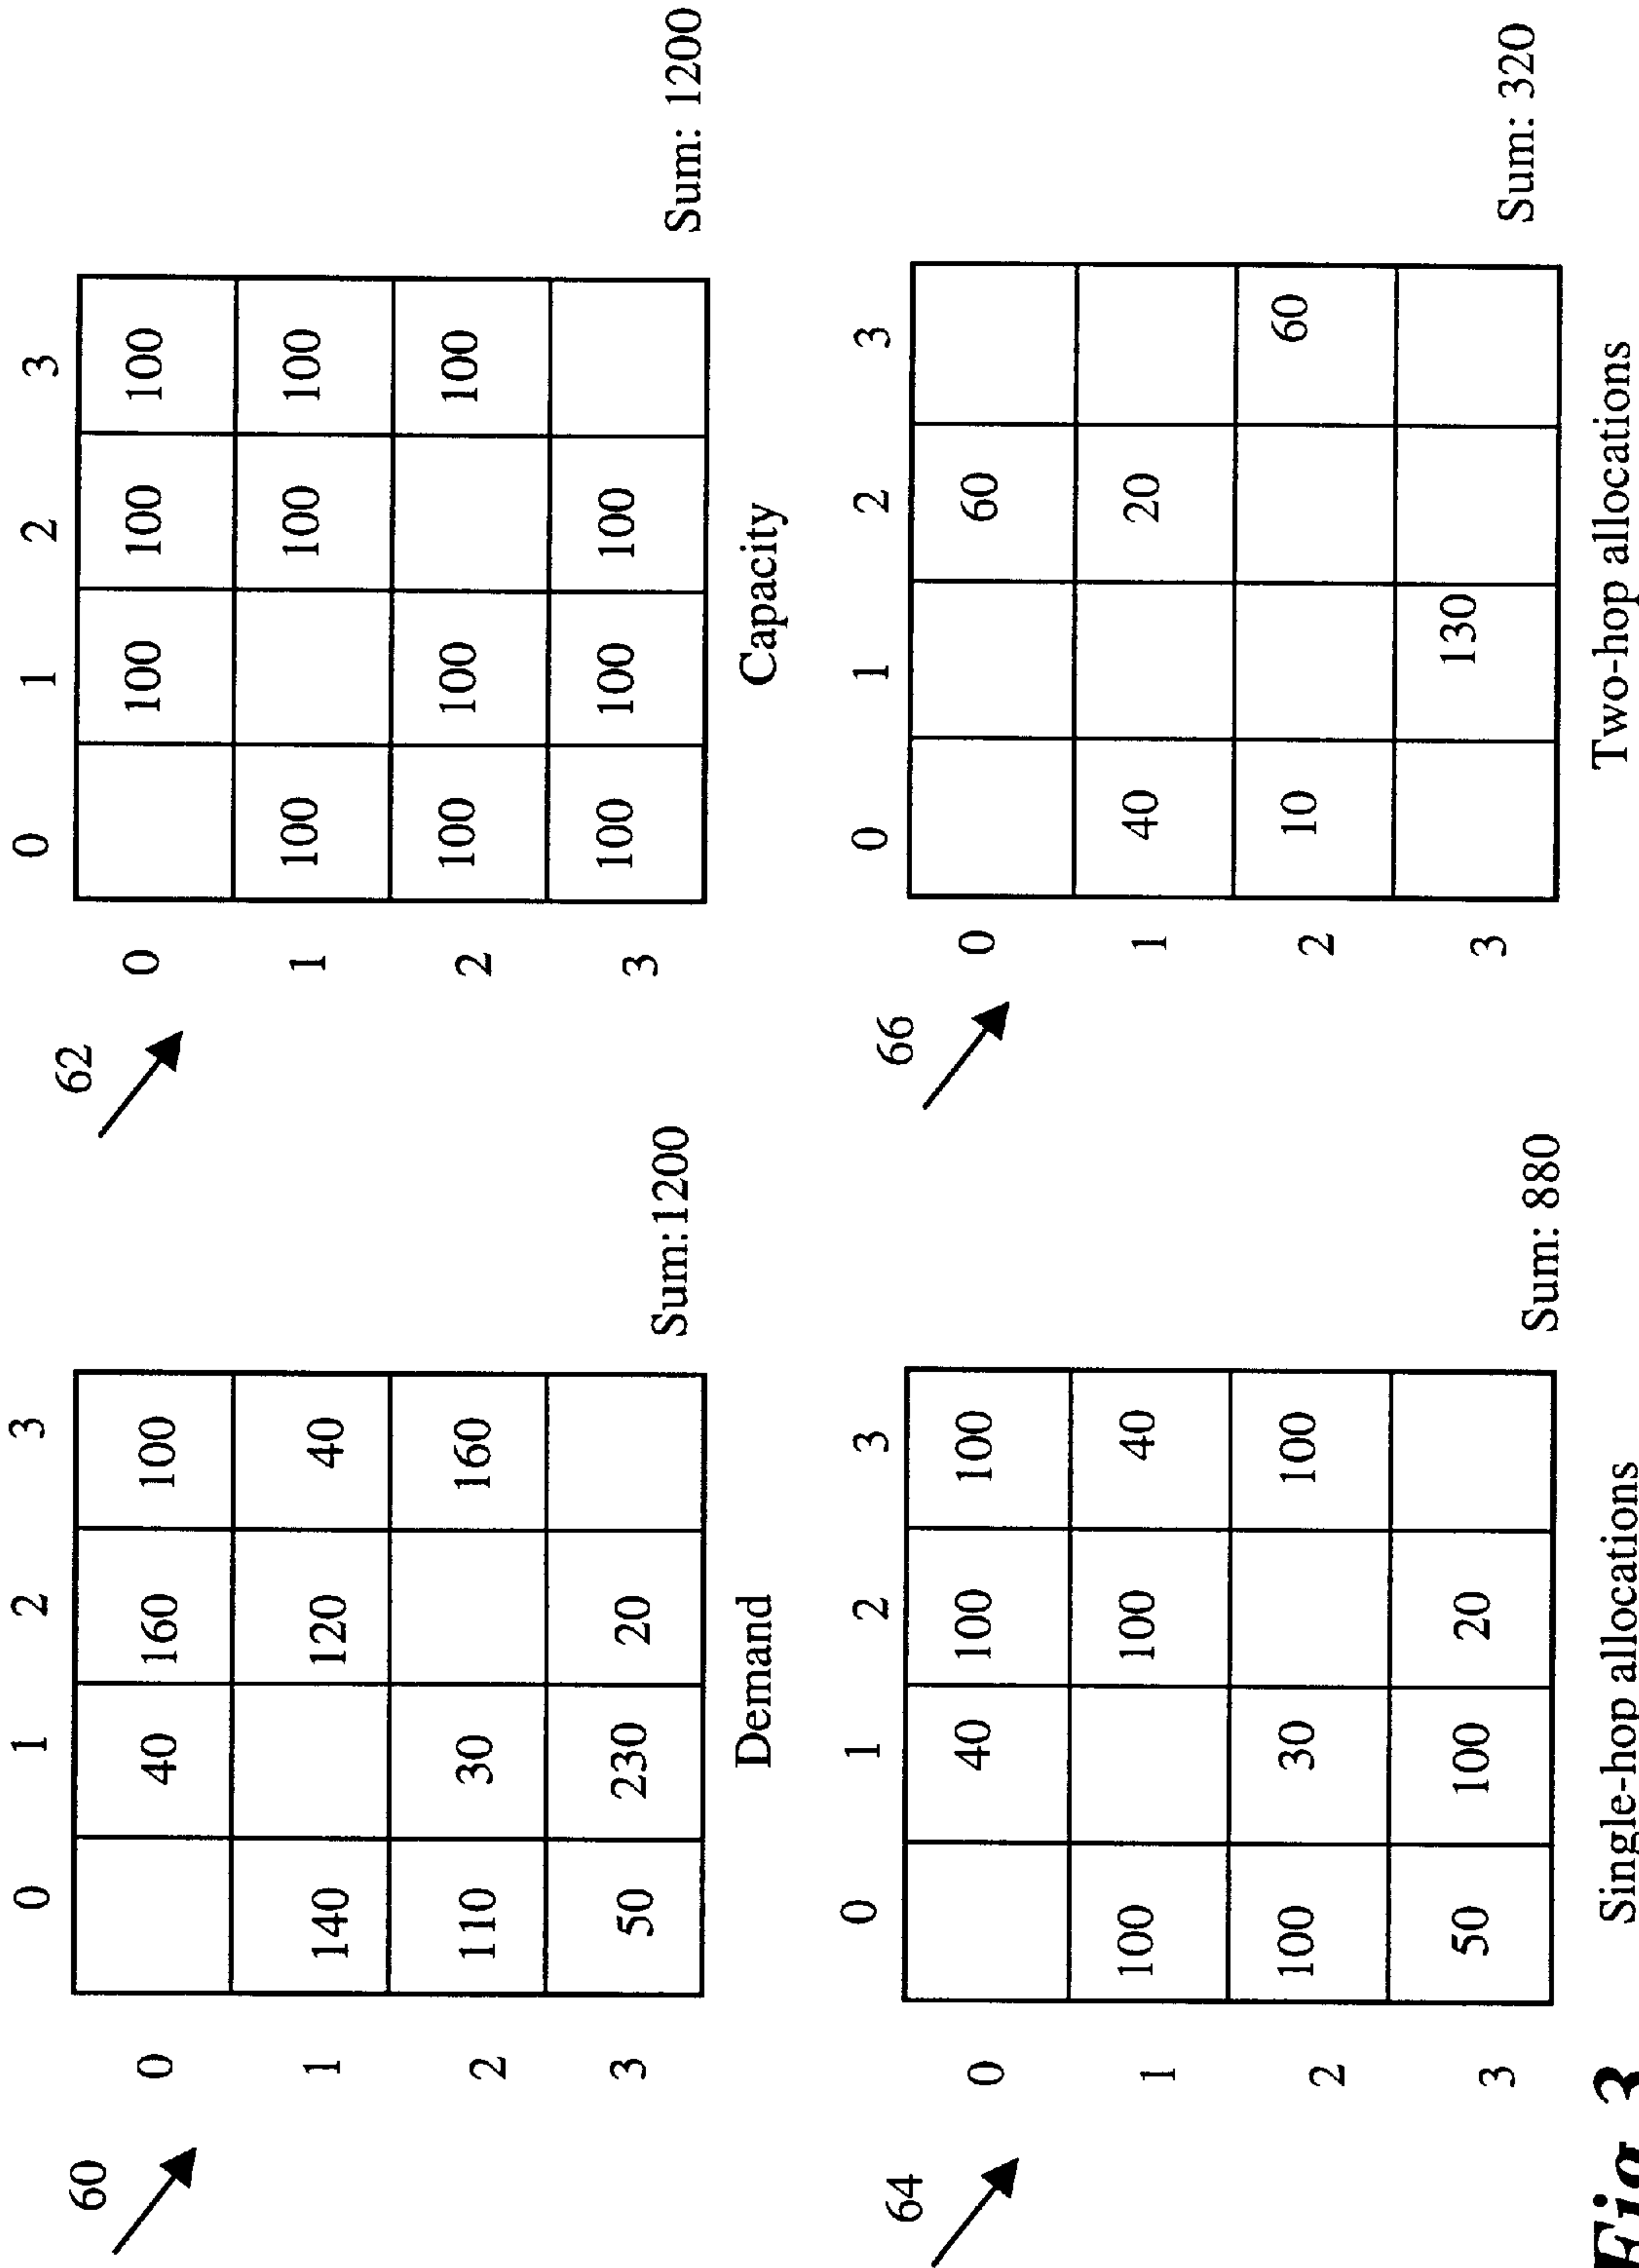 60
0 1 2 3
0 40 160 100
1 140 120 40
2 110 30 160
3 50 230 20
Sum:1200
Demand
62
0 1 2 3
0 100 100 100
1 100 100 100
2 100 100 100
3 100 100 100
Sum: 1200
Capacity
64
0 1 2 3
0 40 100 100
1 100 100 40
2 100 30 100
3 50 100 20
Sum: 880
Single-hop allocations
66
0 1 2 3
0 60
1 40 20
2 10 60
3 130
Sum: 320
Two-hop allocations
Fig. 3